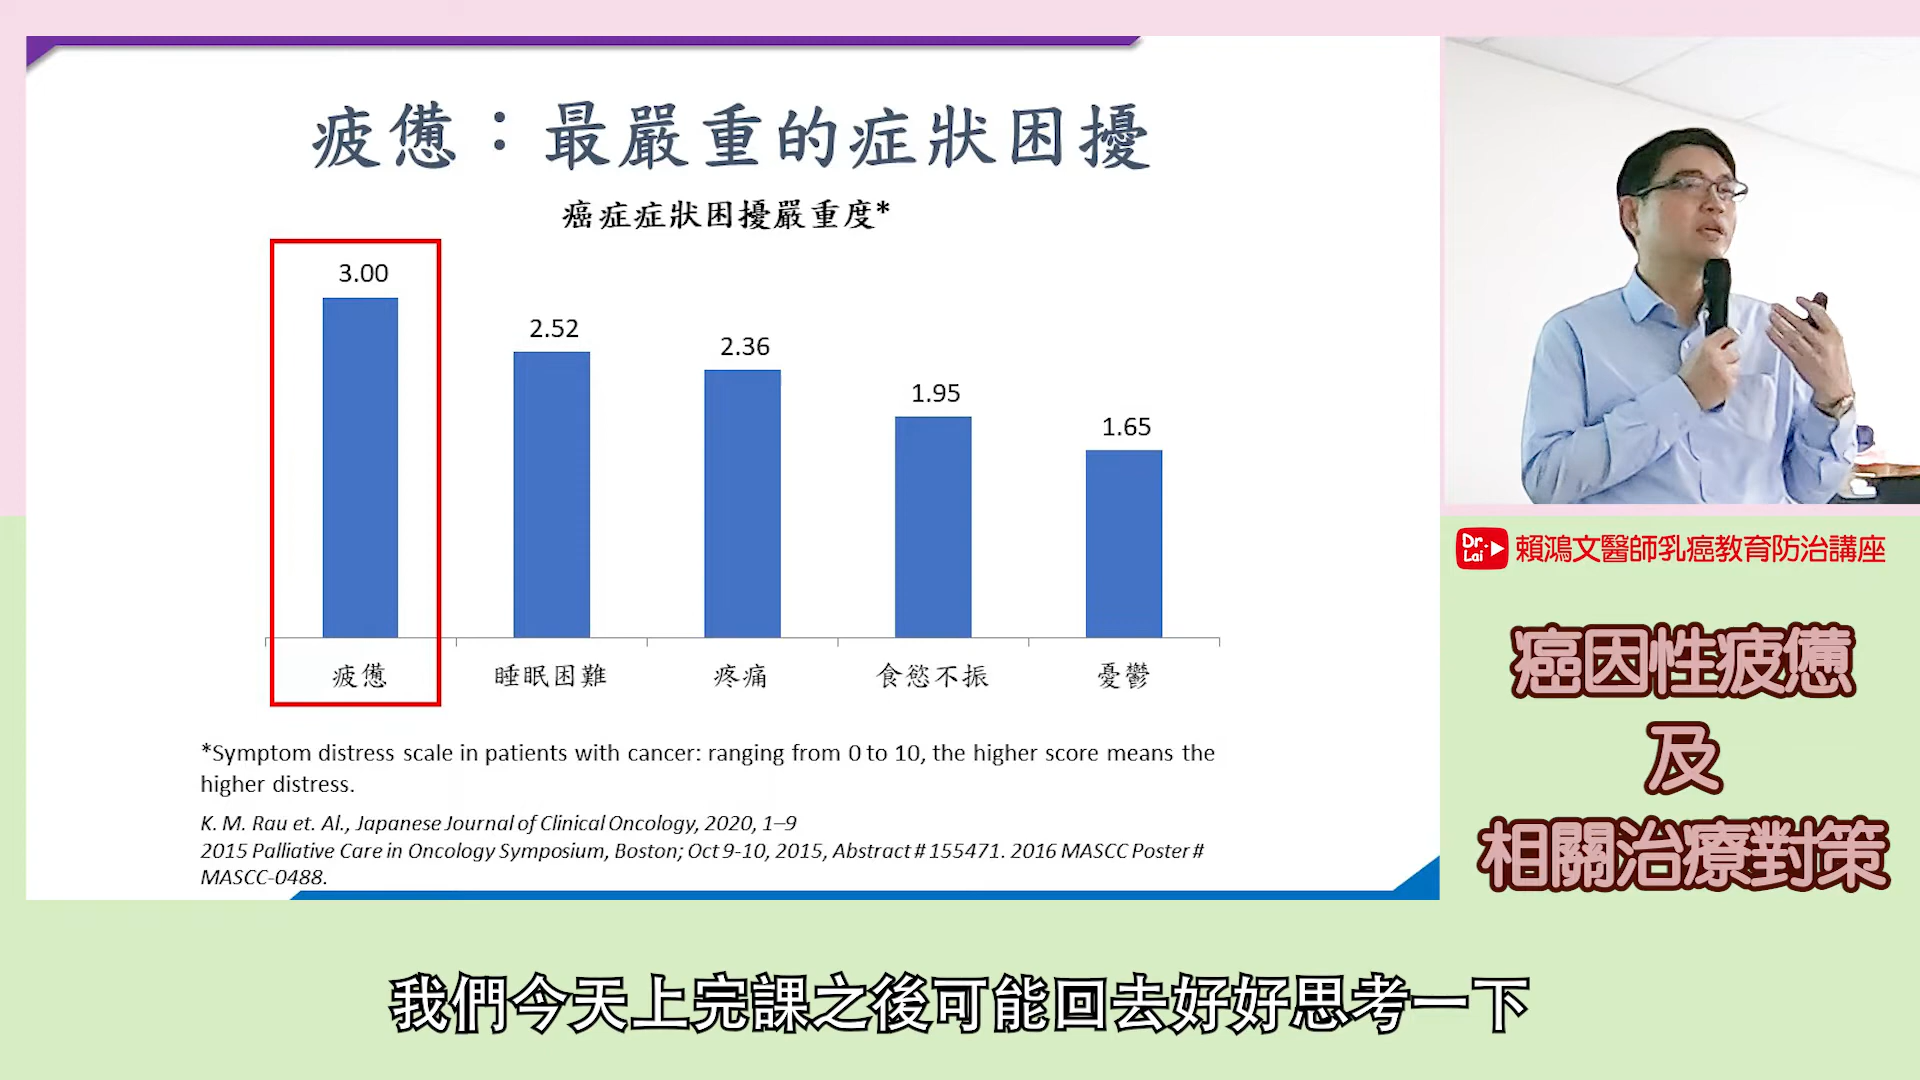 疲憊：最嚴重的症狀困擾
癌症症狀困擾嚴重度*
3.00
2.52
2.36
1.95
1.65
疲憊
睡眠困難
疼痛
食慾不振
憂鬱
*Symptom distress scale in patients with cancer: ranging from 0 to 10, the higher score means the
higher distress.
K. M. Rau et. Al., Japanese Journal of Clinical Oncology, 2020, 1–9
2015 Palliative Care in Oncology Symposium, Boston; Oct 9-10, 2015, Abstract # 155471. 2016 MASCC Poster #
MASCC-0488.
Dr.
Lai
賴鴻文醫師乳癌教育防治講座
癌因性疲憊
及
相關治療對策
我們今天上完課之後可能回去好好思考一下